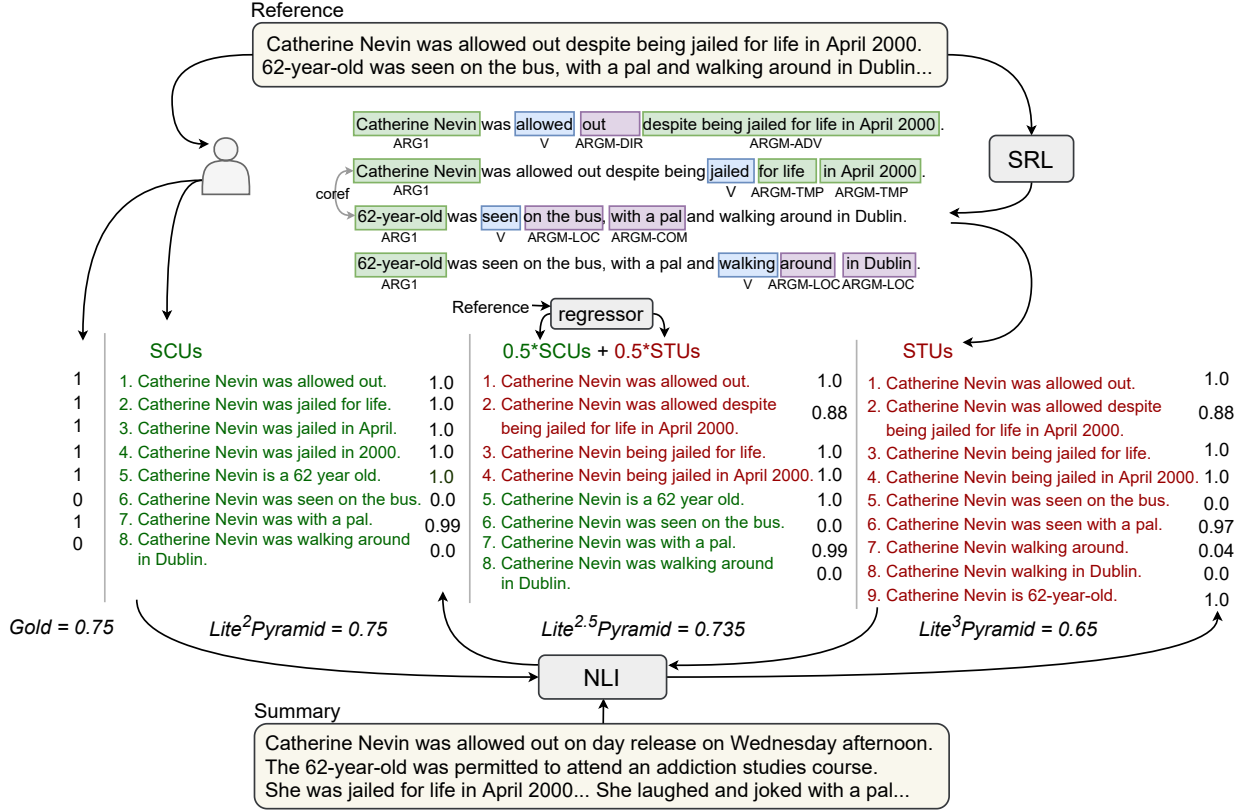 Reference
Catherine Nevin was allowed out despite being jailed for life in April 2000.
62-year-old was seen on the bus, with a pal and walking around in Dublin...
Catherine Nevin was allowed out despite being jailed for life in April 2000.
ARG1 V ARGM-DIR ARGM-ADV
SRL
Catherine Nevin was allowed out despite being jailed for life in April 2000.
ARG1 V ARGM-TMP ARGM-TMP
coref
62-year-old was seen on the bus, with a pal and walking around in Dublin.
ARG1 V ARGM-LOC ARGM-COM
62-year-old was seen on the bus, with a pal and walking around in Dublin.
ARG1 V ARGM-LOC ARGM-LOC
Reference
regressor
1
1
1
1
1
0
1
0
Gold = 0.75
SCUs
1. Catherine Nevin was allowed out. 1.0
2. Catherine Nevin was jailed for life. 1.0
3. Catherine Nevin was jailed in April. 1.0
4. Catherine Nevin was jailed in 2000. 1.0
5. Catherine Nevin is a 62 year old. 1.0
6. Catherine Nevin was seen on the bus. 0.0
7. Catherine Nevin was with a pal. 0.99
8. Catherine Nevin was walking around
in Dublin. 0.0
Lite2Pyramid = 0.75
0.5*SCUs + 0.5*STUs
1. Catherine Nevin was allowed out. 1.0
2. Catherine Nevin was allowed despite
being jailed for life in April 2000. 0.88
3. Catherine Nevin being jailed for life. 1.0
4. Catherine Nevin being jailed in April 2000. 1.0
5. Catherine Nevin is a 62 year old. 1.0
6. Catherine Nevin was seen on the bus. 0.0
7. Catherine Nevin was with a pal. 0.99
8. Catherine Nevin was walking around
in Dublin. 0.0
Lite2.5Pyramid = 0.735
STUs
1. Catherine Nevin was allowed out. 1.0
2. Catherine Nevin was allowed despite
being jailed for life in April 2000. 0.88
3. Catherine Nevin being jailed for life. 1.0
4. Catherine Nevin being jailed in April 2000. 1.0
5. Catherine Nevin was seen on the bus. 0.0
6. Catherine Nevin was seen with a pal. 0.97
7. Catherine Nevin walking around. 0.04
8. Catherine Nevin walking in Dublin. 0.0
9. Catherine Nevin is 62-year-old. 1.0
Lite3Pyramid = 0.65
NLI
Summary
Catherine Nevin was allowed out on day release on Wednesday afternoon.
The 62-year-old was permitted to attend an addiction studies course.
She was jailed for life in April 2000... She laughed and joked with a pal...